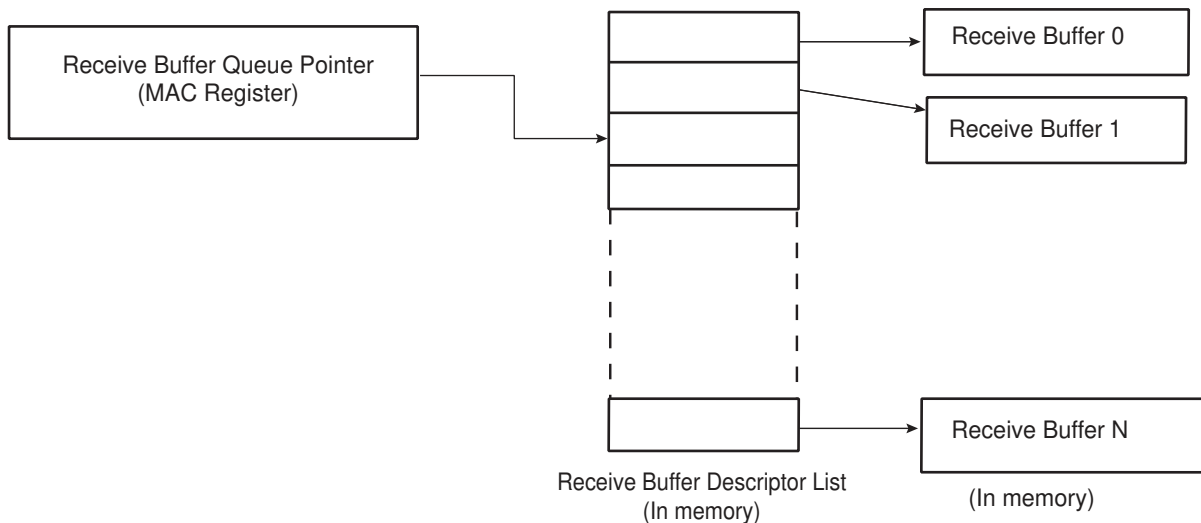 Receive Buffer Queue Pointer
(MAC Register)
Receive Buffer 0
Receive Buffer 1
Receive Buffer N
Receive Buffer Descriptor List
(In memory)
(In memory)